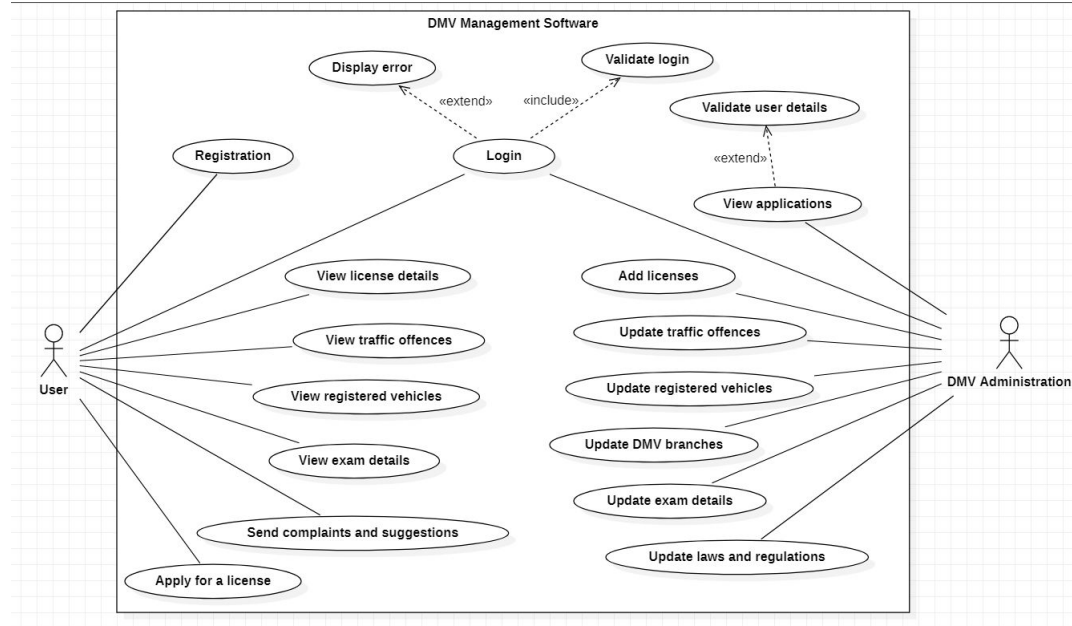 DMV Management Software
Display error
Validate login
«extend»
«include»
Validate user details
Registration
Login
«extend»
View applications
View license details
Add licenses
View traffic offences
Update traffic offences
User
DMV Administration
View registered vehicles
Update registered vehicles
View exam details
Update DMV branches
Update exam details
Send complaints and suggestions
Update laws and regulations
Apply for a license